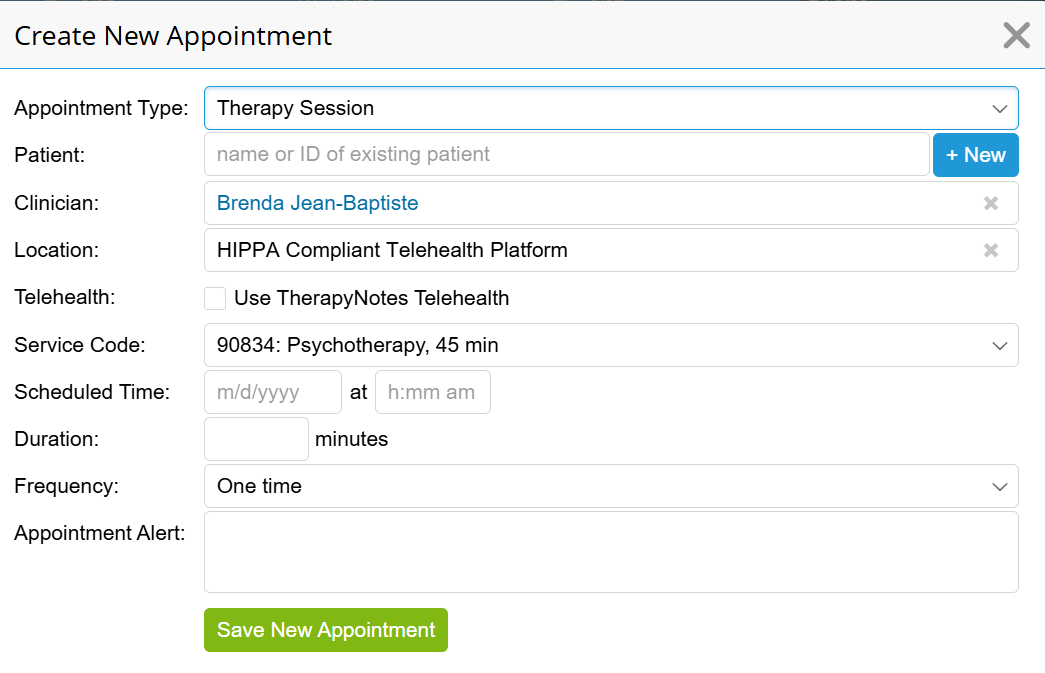 Create New Appointment
Appointment Type: Therapy Session
Patient: name or ID of existing patient + New
Clinician: Brenda Jean-Baptiste
Location: HIPPA Compliant Telehealth Platform
Telehealth: Use TherapyNotes Telehealth
Service Code: 90834: Psychotherapy, 45 min
Scheduled Time: m/d/yyyy at h:mm am
Duration: minutes
Frequency: One time
Appointment Alert:
Save New Appointment